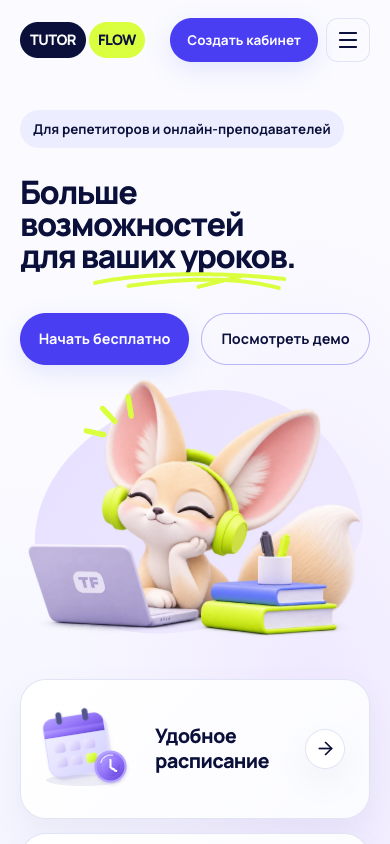 TUTOR FLOW
Создать кабинет
Для репетиторов и онлайн-преподавателей
Больше
возможностей
для ваших уроков.
Начать бесплатно
Посмотреть демо
TF
Удобное
расписание